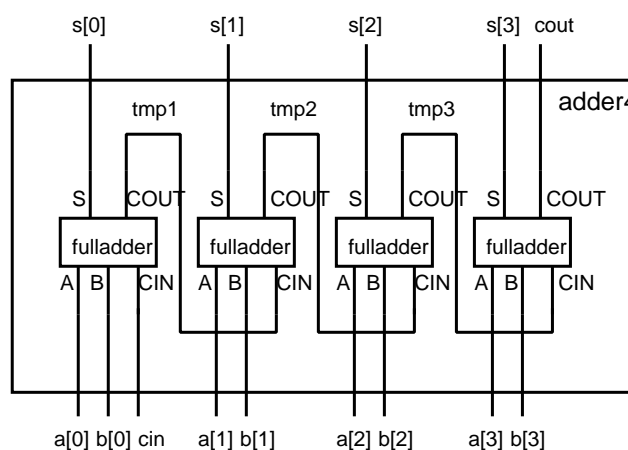 s[0] s[1] s[2] s[3] cout
adder4
tmp1 tmp2 tmp3
S COUT S COUT S COUT S COUT
fulladder fulladder fulladder fulladder
A B CIN A B CIN A B CIN A B CIN
a[0] b[0] cin a[1] b[1] a[2] b[2] a[3] b[3]